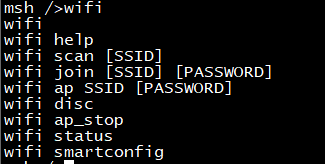 msh />wifi
wifi
wifi help
wifi scan [SSID]
wifi join [SSID] [PASSWORD]
wifi ap SSID [PASSWORD]
wifi disc
wifi ap_stop
wifi status
wifi smartconfig